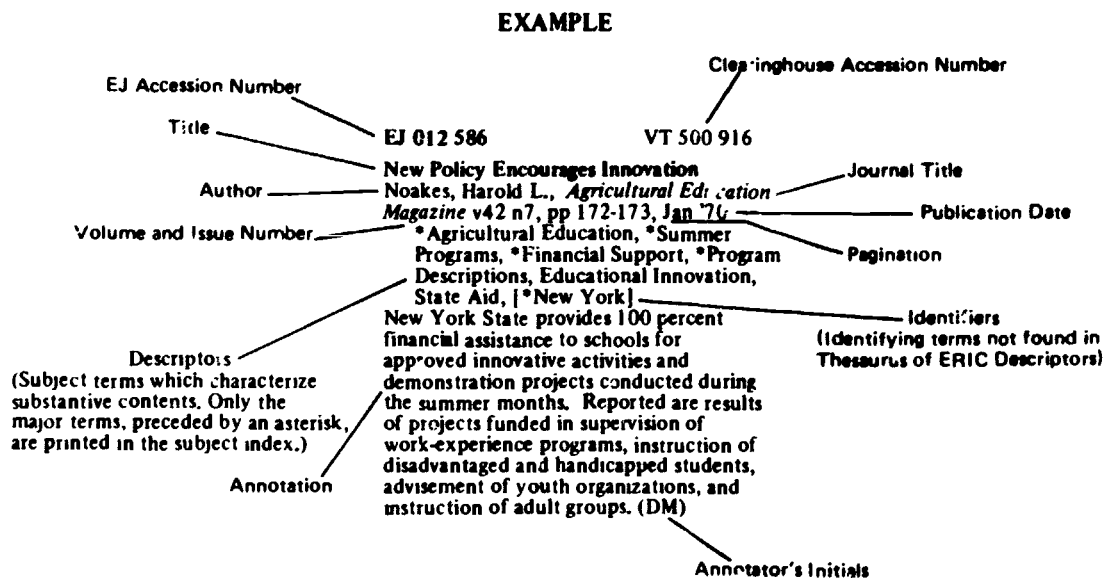 EXAMPLE
Clearinghouse Accession Number
EJ Accession Number
Title
EJ 012 586 VT 500 916
New Policy Encourages Innovation
Journal Title
Author
Noakes, Harold L., Agricultural Education
Magazine v42 n7, pp 172-173, Jan '70
Publication Date
Volume and Issue Number
*Agricultural Education, *Summer
Programs, *Financial Support, *Program
Pagination
Descriptions, Educational Innovation,
State Aid, [*New York]
Identifiers
(Identifying terms not found in
Thesaurus of ERIC Descriptors)
New York State provides 100 percent
financial assistance to schools for
approved innovative activities and
demonstration projects conducted during
the summer months. Reported are results
of projects funded in supervision of
work-experience programs, instruction of
disadvantaged and handicapped students,
advisement of youth organizations, and
instruction of adult groups. (DM)
Descriptors
(Subject terms which characterize
substantive contents. Only the
major terms, preceded by an asterisk,
are printed in the subject index.)
Annotation
Annotator's Initials